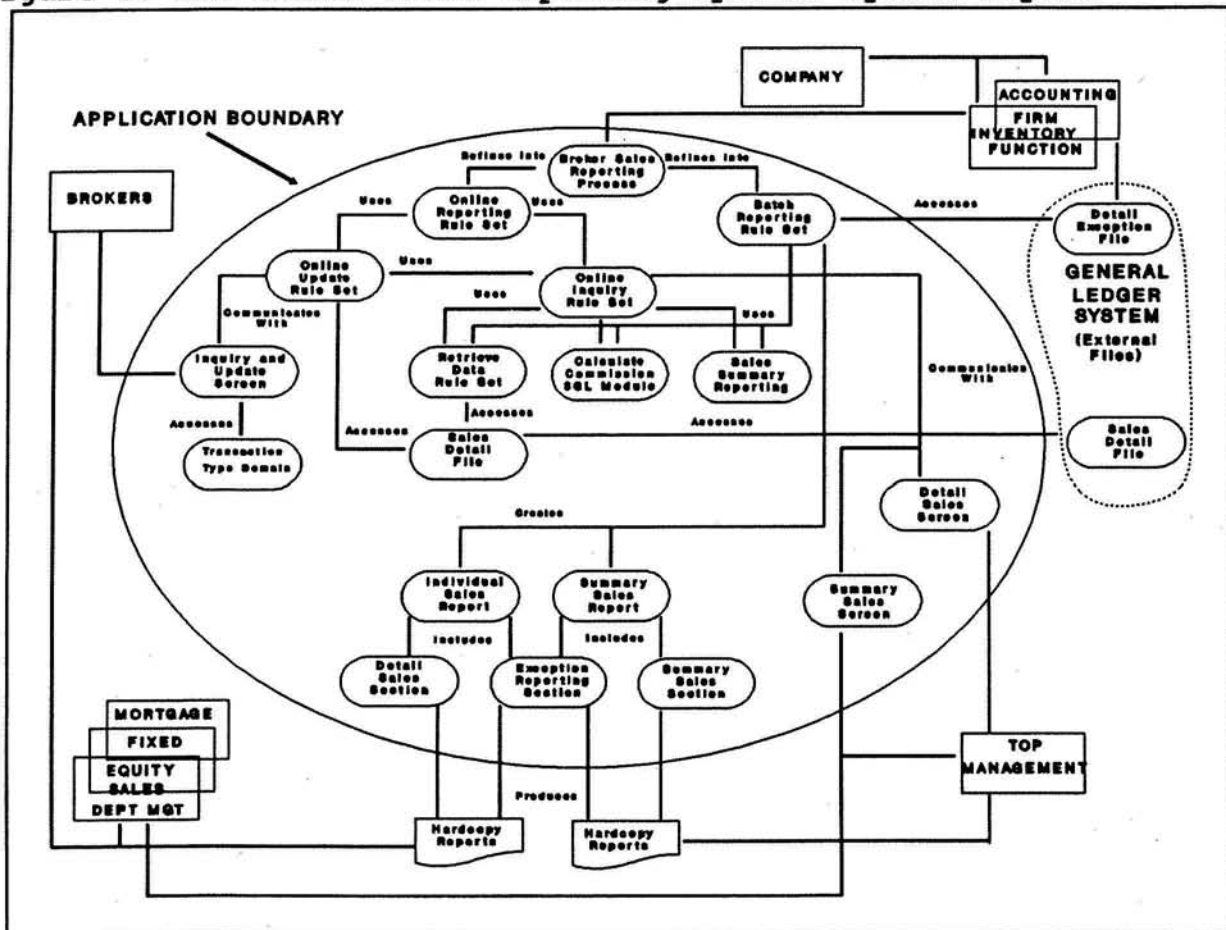 COMPANY
ACCOUNTING
FIRM
INVENTORY
FUNCTION
APPLICATION BOUNDARY
BROKERS
Refines Into
Broker Sales
Reporting
Process
Refines Into
Uses
Online
Reporting
Rule Set
Uses
Batch
Reporting
Rule Set
Accesses
Detail
Exception
File
GENERAL
LEDGER
SYSTEM
(External
Files)
Online
Update
Rule Set
Uses
Online
Inquiry
Rule Set
Communicates
With
Uses
Uses
Inquiry and
Update
Screen
Retrieve
Data
Rule Set
Calculate
Commission
SGL Module
Sales
Summary
Reporting
Communicates
With
Accesses
Accesses
Accesses
Accesses
Transaction
Type Domain
Sales
Detail
File
Sales
Detail
File
Detail
Sales
Screen
Creates
Individual
Sales
Report
Summary
Sales
Report
Summary
Sales
Screen
Includes
Includes
Detail
Sales
Section
Exception
Reporting
Section
Summary
Sales
Section
MORTGAGE
FIXED
EQUITY
SALES
DEPT MGT
TOP
MANAGEMENT
Produces
Hardcopy
Reports
Hardcopy
Reports